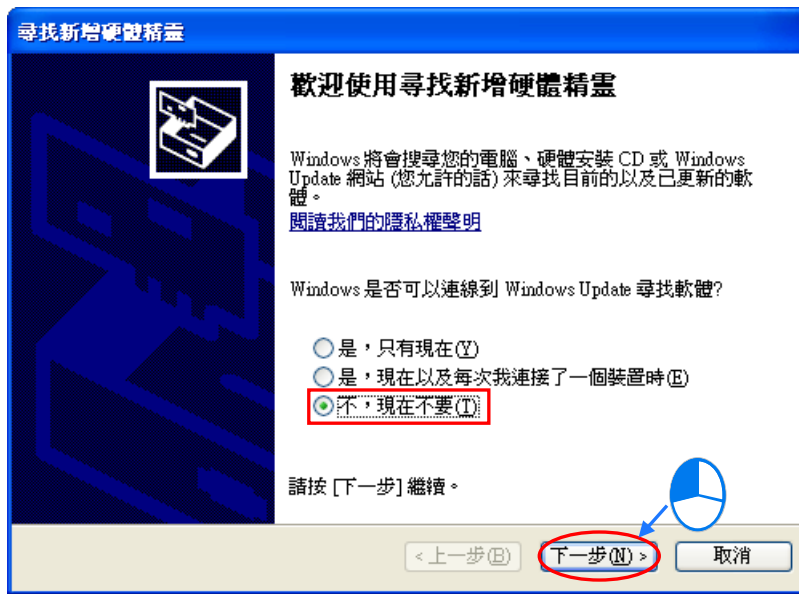 尋找新增硬體精靈
歡迎使用尋找新增硬體精靈
Windows 將會搜尋您的電腦、硬體安裝 CD 或 Windows
Update 網站 (您允許的話) 來尋找目前的以及已更新的軟
體。
閱讀我們的隱私權聲明
Windows 是否可以連線到 Windows Update 尋找軟體?
是，只有現在(Y)
是，現在以及每次我連接了一個裝置時(E)
不，現在不要(T)
請按 [下一步] 繼續。
< 上一步(B) 下一步(N) > 取消